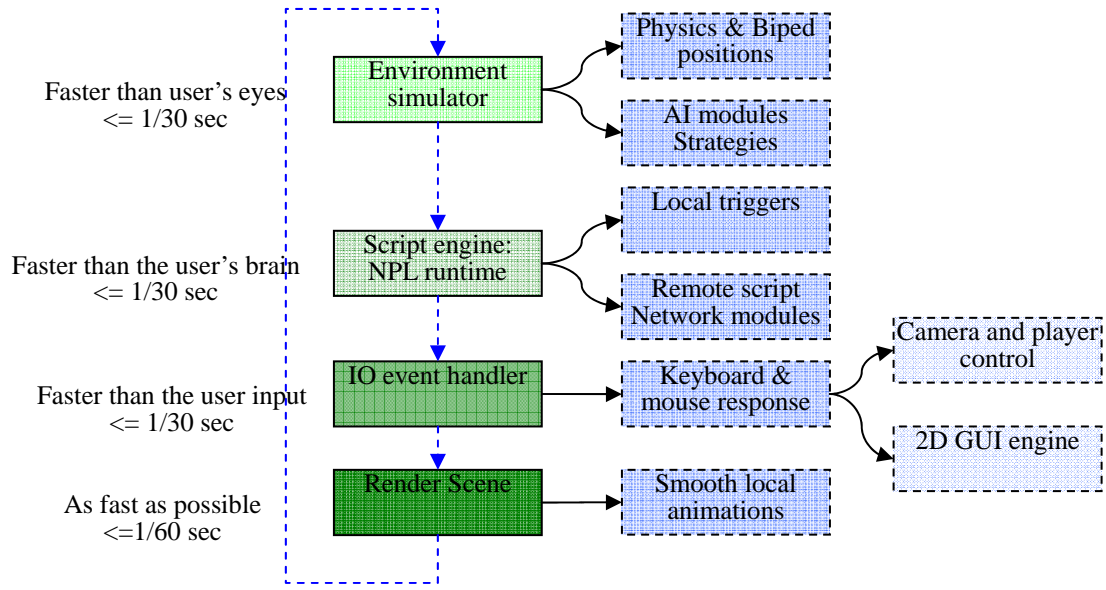 Physics & Biped
positions
Environment
simulator
Faster than user's eyes
<= 1/30 sec
AI modules
Strategies
Local triggers
Script engine:
NPL runtime
Faster than the user's brain
<= 1/30 sec
Remote script
Network modules
Camera and player
control
IO event handler
Keyboard &
mouse response
Faster than the user input
<= 1/30 sec
2D GUI engine
Render Scene
Smooth local
animations
As fast as possible
<=1/60 sec